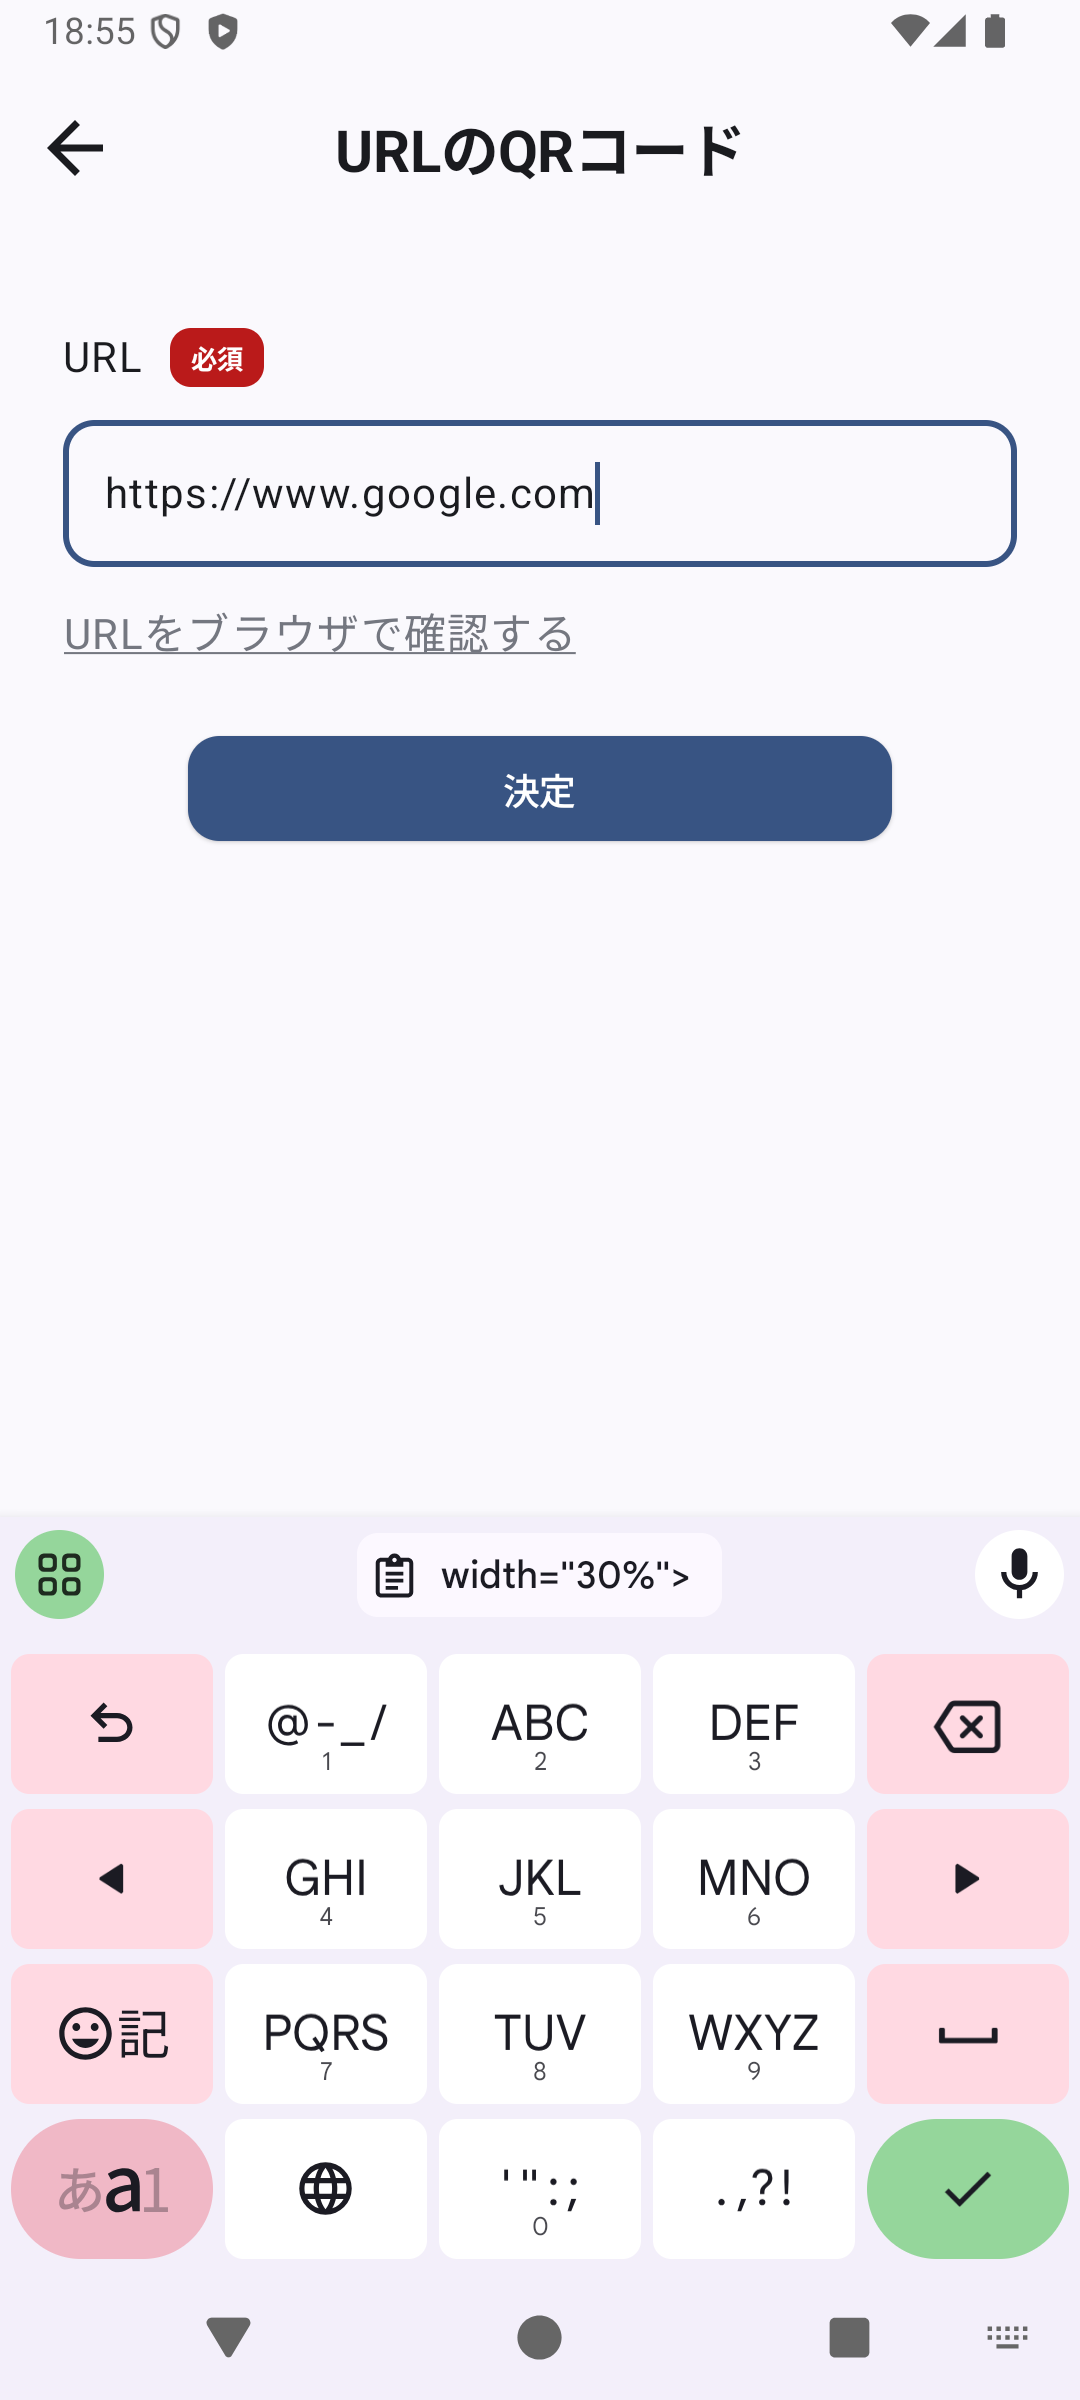 18:55
URLのQRコード
URL 必須
https://www.google.com
URLをブラウザで確認する
決定
width="30%">
@-_/ ABC DEF
1 2 3
GHI JKL MNO
4 5 6
記 PQRS TUV WXYZ
7 8 9
あa1 '":; .,?!
0